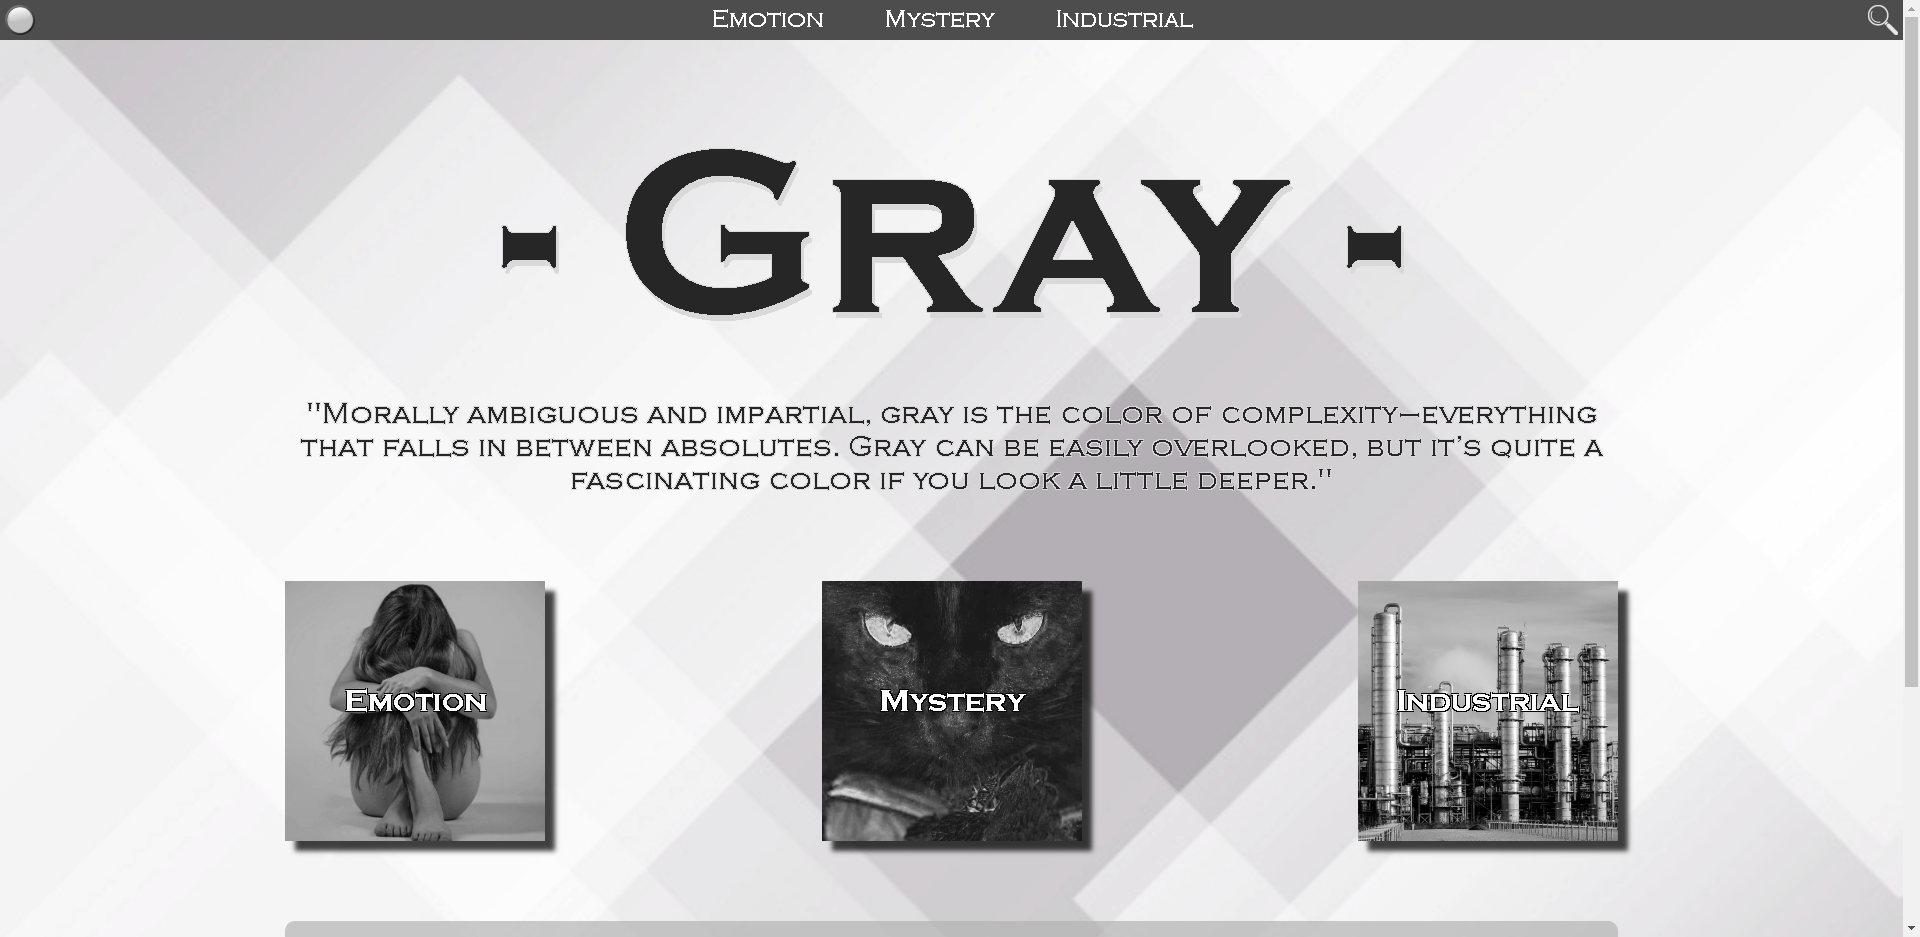 Emotion Mystery Industrial
- Gray -
"Morally ambiguous and impartial, gray is the color of complexity—everything
that falls in between absolutes. Gray can be easily overlooked, but it’s quite a
fascinating color if you look a little deeper."
Emotion
Mystery
Industrial